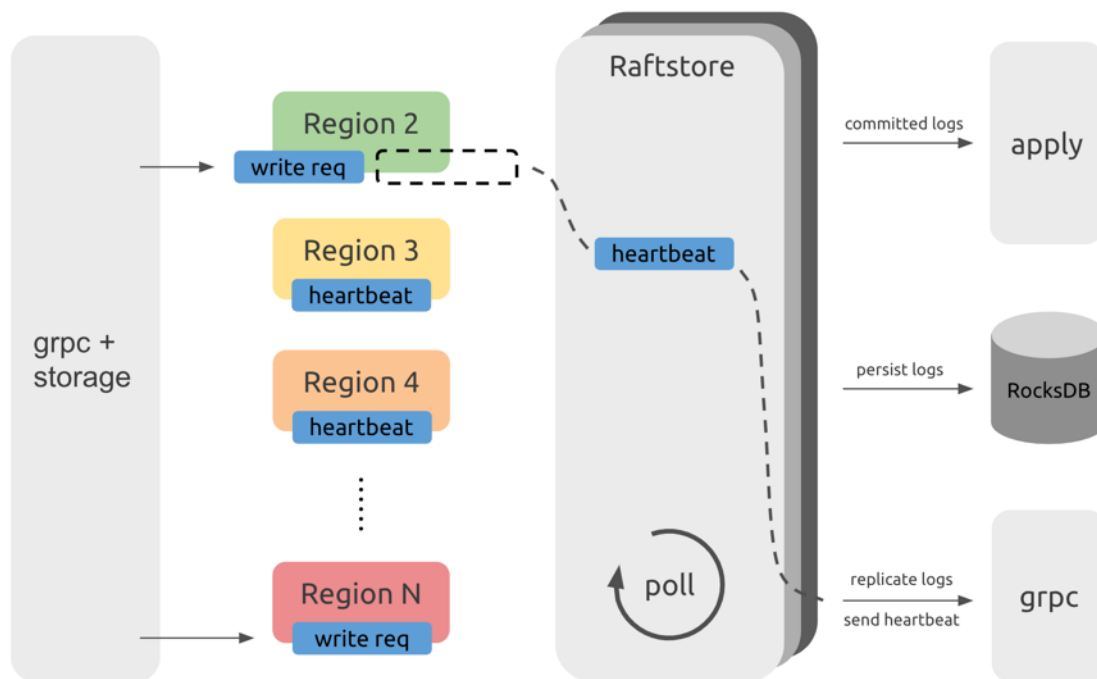 grpc +
storage
Region 2
write req
Region 3
heartbeat
Region 4
heartbeat
Region N
write req
Raftstore
heartbeat
poll
committed logs
persist logs
replicate logs
send heartbeat
apply
RocksDB
grpc